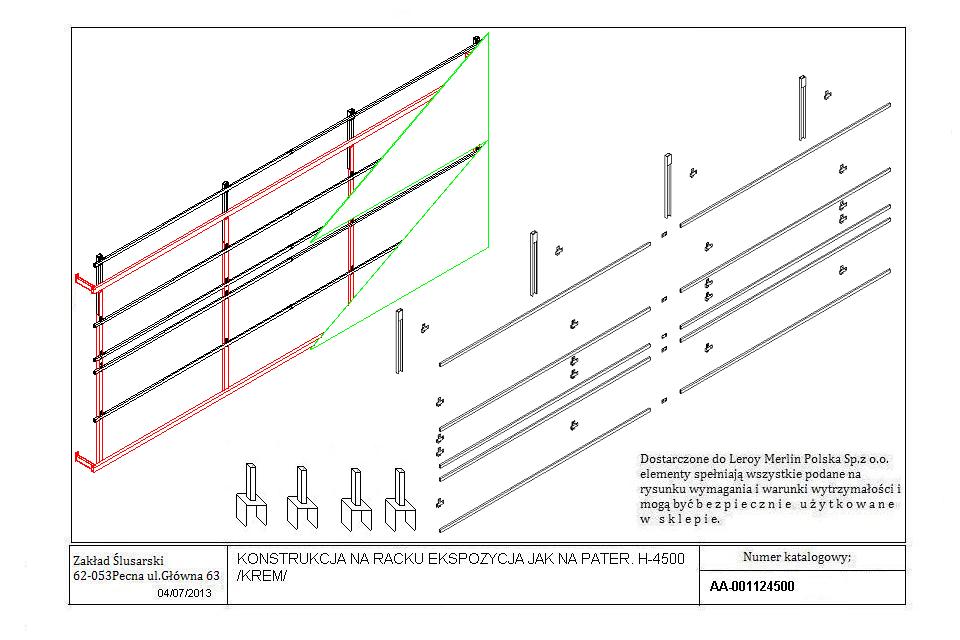 Dostarczone do Leroy Merlin Polska Sp.z o.o.
elementy spełniają wszystkie podane na
rysunku wymagania i warunki wytrzymałości i
mogą być bezpiecznie użytkowane
w sklepie.
Zakład Ślusarski
62-053Pecna ul.Główna 63
04/07/2013
KONSTRUKCJA NA RACKU EKSPOZYCJA JAK NA PATER. H-4500
/KREM/
Numer katalogowy;
AA-001124500